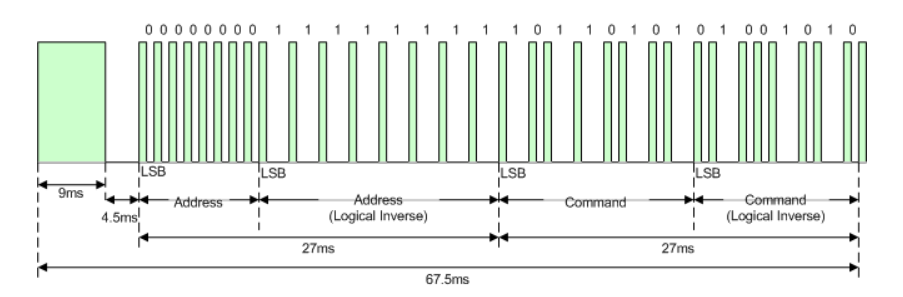 0 0 0 0 0 0 0 0 1 1 1 1 1 1 1 1 1 0 1 1 0 1 0 1 0 1 0 0 1 0 1 0
LSB LSB LSB LSB
9ms
4.5ms
Address
Address
(Logical Inverse)
Command
Command
(Logical Inverse)
27ms 27ms
67.5ms